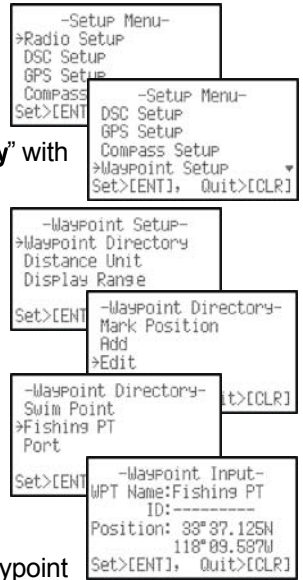 -Setup Menu-
→Radio Setup
DSC Setup
GPS Setup
Compass
Set>[ENT
-Setup Menu-
DSC Setup
GPS Setup
Compass Setup
→Waypoint Setup ▼
Set>[ENT], Quit>[CLR]
y" with
-Waypoint Setup-
→Waypoint Directory
Distance Unit
Display Range
Set>[ENT
-Waypoint Directory-
Mark Position
Add
→Edit
it>[CLR]
-Waypoint Directory-
Swim Point
→Fishing PT
Port
Set>[ENT
-Waypoint Input-
WPT Name:Fishing PT
ID:---------
Position: 33°37.125N
118°09.587W
Set>[ENT], Quit>[CLR]
ypoint